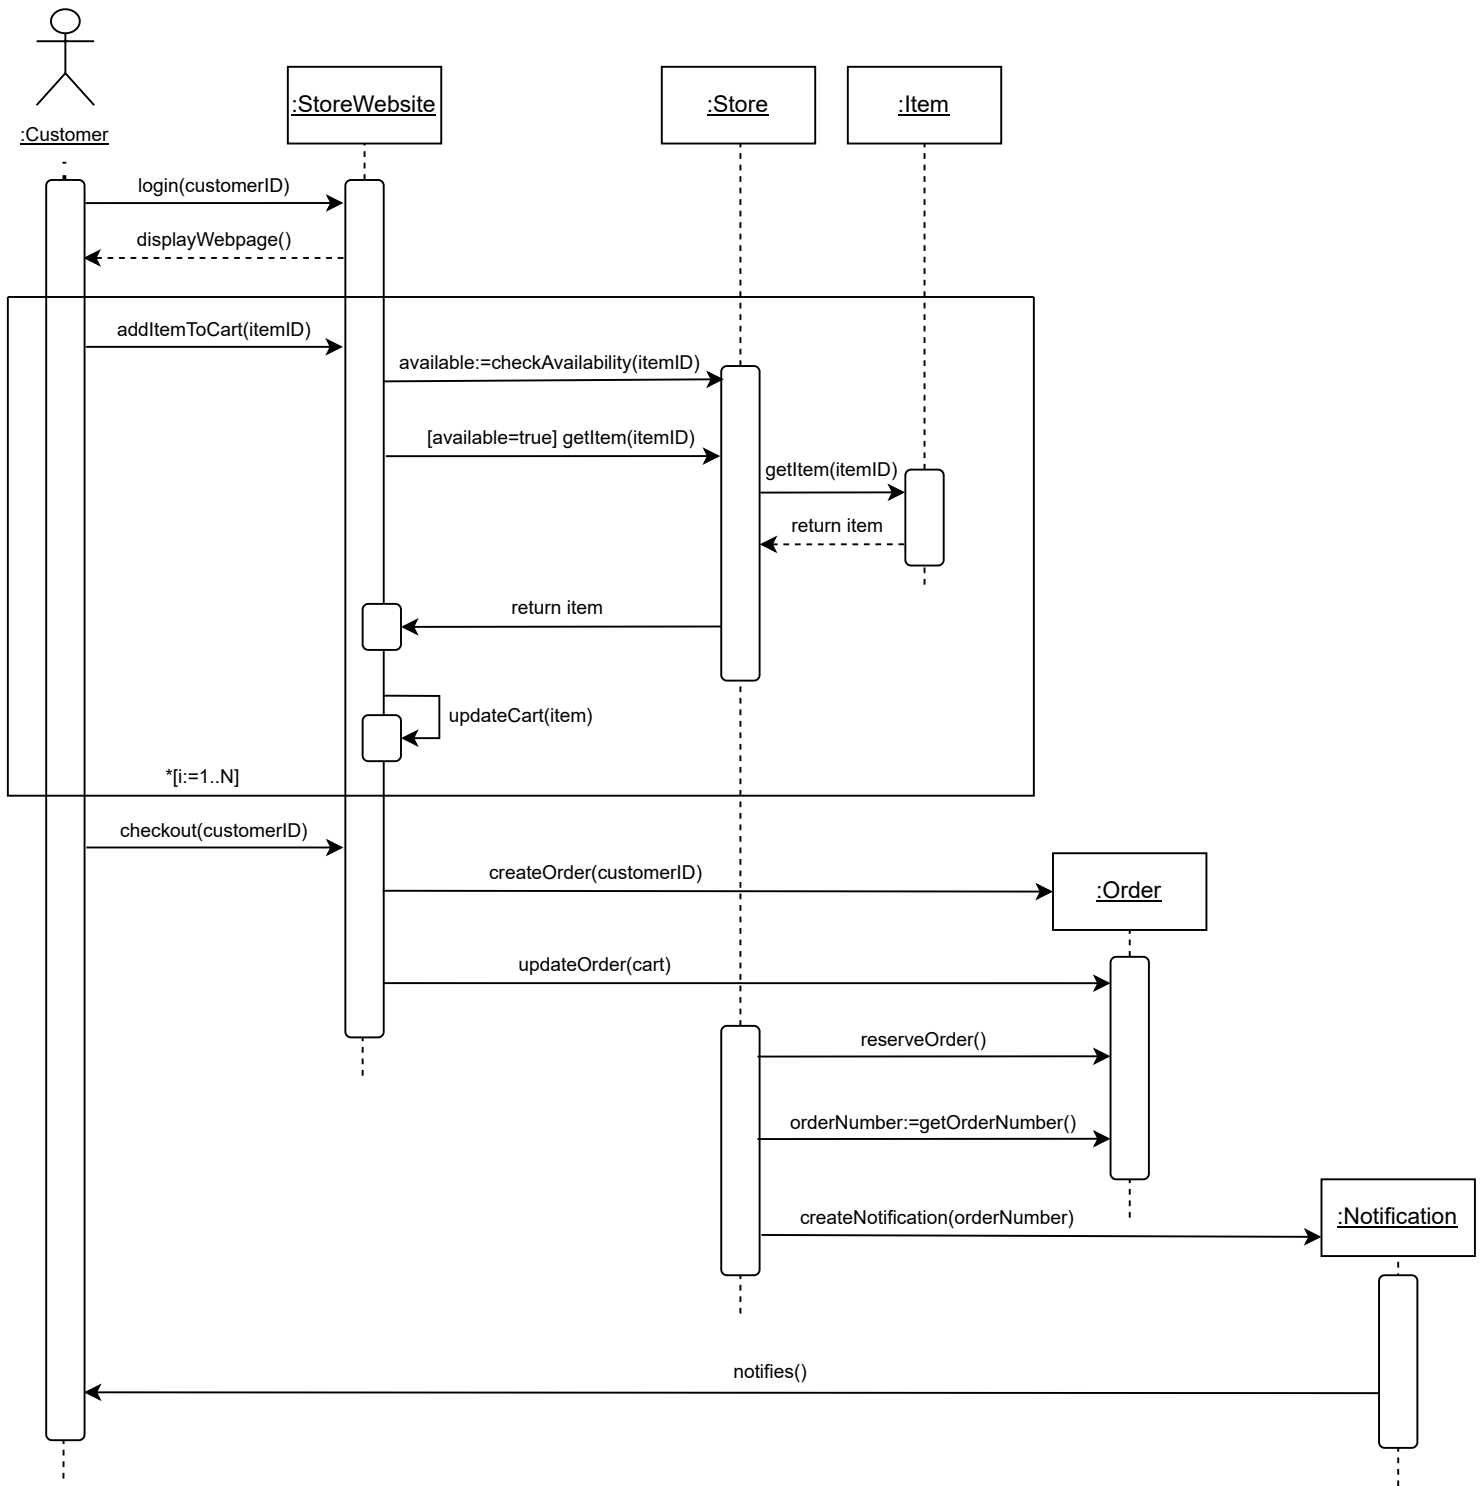 :Customer
:StoreWebsite
:Store
:Item
login(customerID)
displayWebpage()
addItemToCart(itemID)
available:=checkAvailability(itemID)
[available=true] getItem(itemID)
getItem(itemID)
return item
return item
updateCart(item)
*[i:=1..N]
checkout(customerID)
createOrder(customerID)
:Order
updateOrder(cart)
reserveOrder()
orderNumber:=getOrderNumber()
createNotification(orderNumber)
:Notification
notifies()